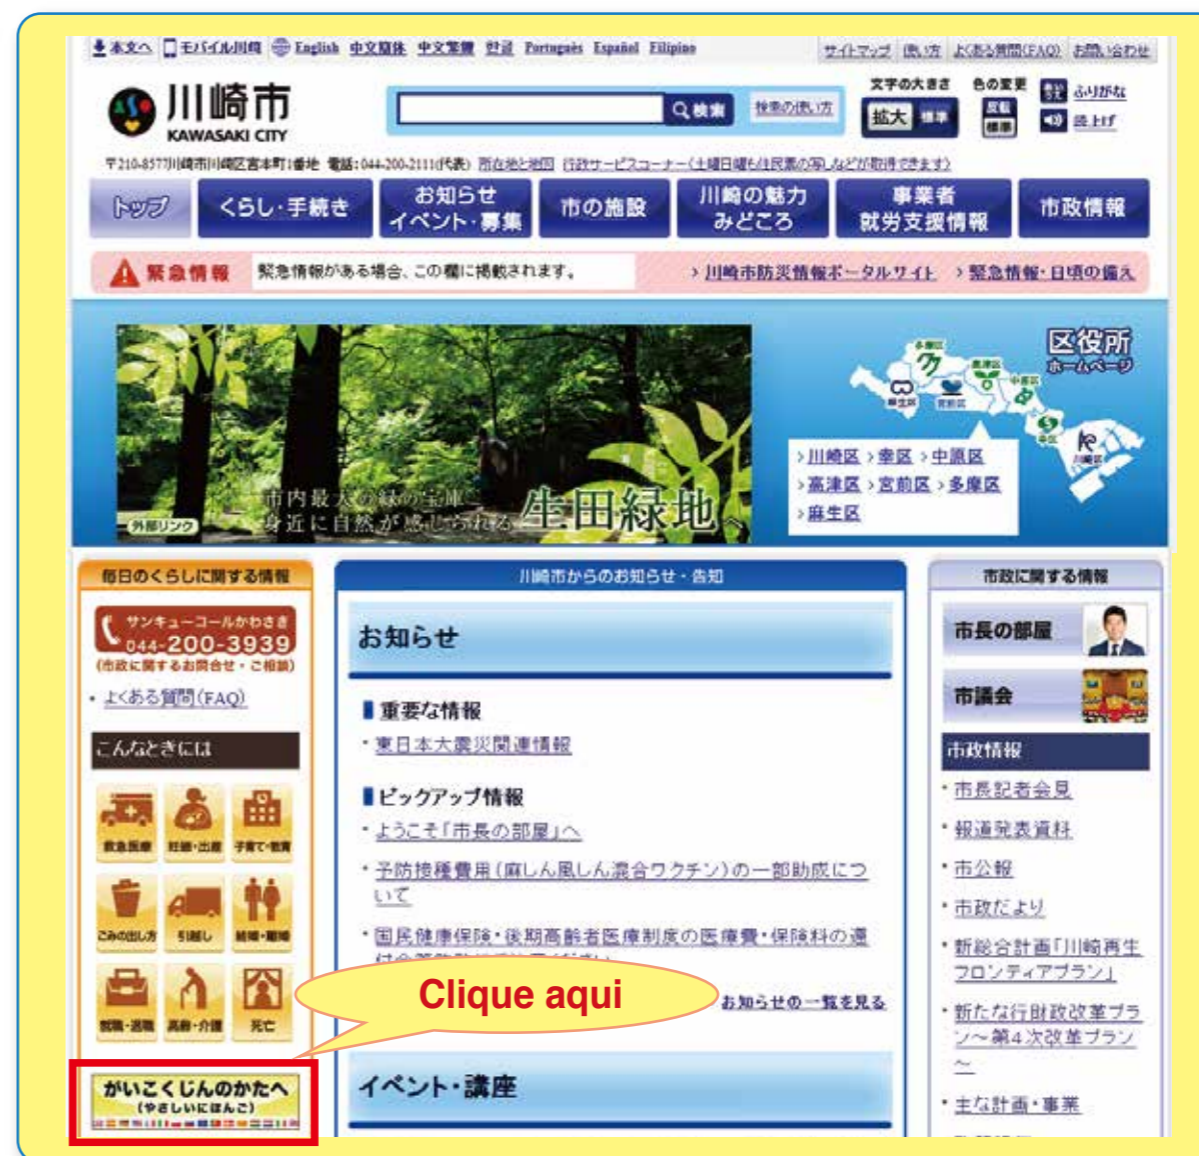 本文へ モバイル川崎 English 中文簡体 中文繁體 한글 Português Español Filipino
サイトマップ 使い方 よくある質問(FAQ) お問い合わせ
川崎市
KAWASAKI CITY
検索 検索の使い方
文字の大きさ 色の変更
拡大 標準 反転 標準 ふりがな
読上げ
〒210-8577川崎市川崎区宮本町1番地 電話:044-200-2111(代表) 所在地と地図 行政サービスコーナー(土曜日曜も住民票の写しなどが取得できます)
トップ くらし・手続き お知らせ イベント・募集 市の施設 川崎の魅力 みどころ 事業者 就労支援情報 市政情報
緊急情報 緊急情報がある場合、この欄に掲載されます。 ›川崎市防災情報ポータルサイト ›緊急情報・日頃の備え
市内最大の緑の宝庫
身近に自然が感じられる 生田緑地へ
外部リンク
区役所
ホームページ
多摩区
高津区
中原区
麻生区
宮前区
幸区
川崎区
›川崎区 ›幸区 ›中原区
›高津区 ›宮前区 ›多摩区
›麻生区
毎日のくらしに関する情報
サンキューコールかわさき
044-200-3939
(市政に関するお問合せ・ご相談)
・よくある質問(FAQ)
こんなときには
救急医療 妊娠・出産 子育て・教育
ごみの出し方 引越し 結婚・離婚
就職・退職 高齢・介護 死亡
がいこくじんのかたへ
(やさしいにほんご)
川崎市からのお知らせ・告知
お知らせ
重要な情報
・東日本大震災関連情報
ピックアップ情報
・ようこそ「市長の部屋」へ
・予防接種費用(麻しん風しん混合ワクチン)の一部助成につ
いて
・国民健康保険・後期高齢者医療制度の医療費・保険料の還
Clique aqui
お知らせの一覧を見る
イベント・講座
市政に関する情報
市長の部屋
市議会
市政情報
・市長記者会見
・報道発表資料
・市公報
・市政だより
・新総合計画「川崎再生
フロンティアプラン」
・新たな行財政改革プラ
ン～第4次改革プラン
～
・主な計画・事業